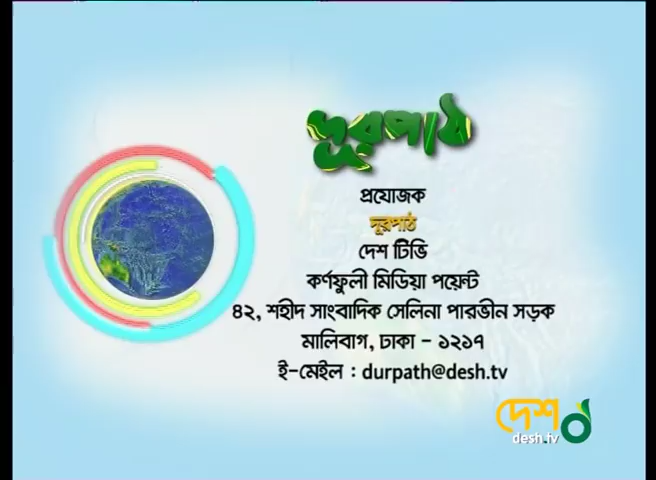 দূরপাঠ
প্রযোজক
দূরপাঠ
দেশ টিভি
কর্ণফুলী মিডিয়া পয়েন্ট
৪২, শহীদ সাংবাদিক সেলিনা পারভীন সড়ক
মালিবাগ, ঢাকা - ১২১৭
ই-মেইল : durpath@desh.tv
দেশ
desh.tv